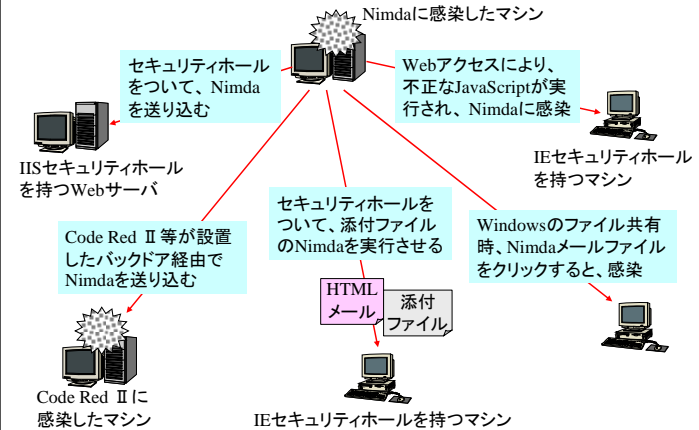 Nimdaに感染したマシン
セキュリティホール
をついて、Nimda
を送り込む
Webアクセスにより、
不正なJavaScriptが実
行され、Nimdaに感染
IISセキュリティホール
を持つWebサーバ
IEセキュリティホール
を持つマシン
Code Red Ⅱ等が設置
したバックドア経由で
Nimdaを送り込む
セキュリティホールを
ついて、添付ファイル
のNimdaを実行させる
Windowsのファイル共有
時、Nimdaメールファイル
をクリックすると、感染
HTML
メール
添付
ファイル
Code Red Ⅱに
感染したマシン
IEセキュリティホールを持つマシン